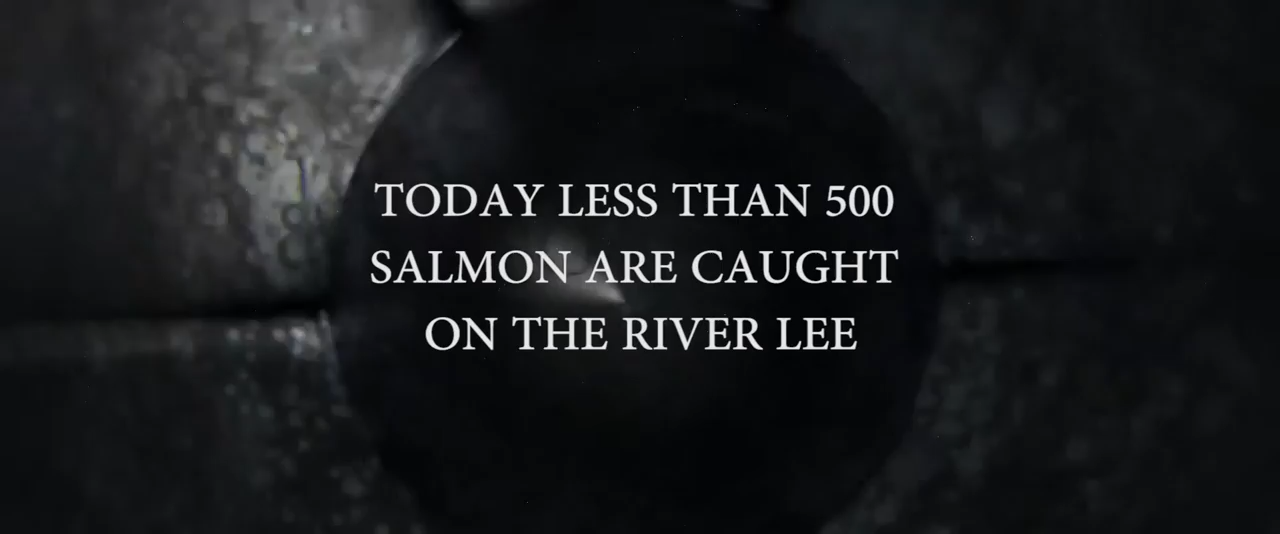 TODAY LESS THAN 500
SALMON ARE CAUGHT
ON THE RIVER LEE